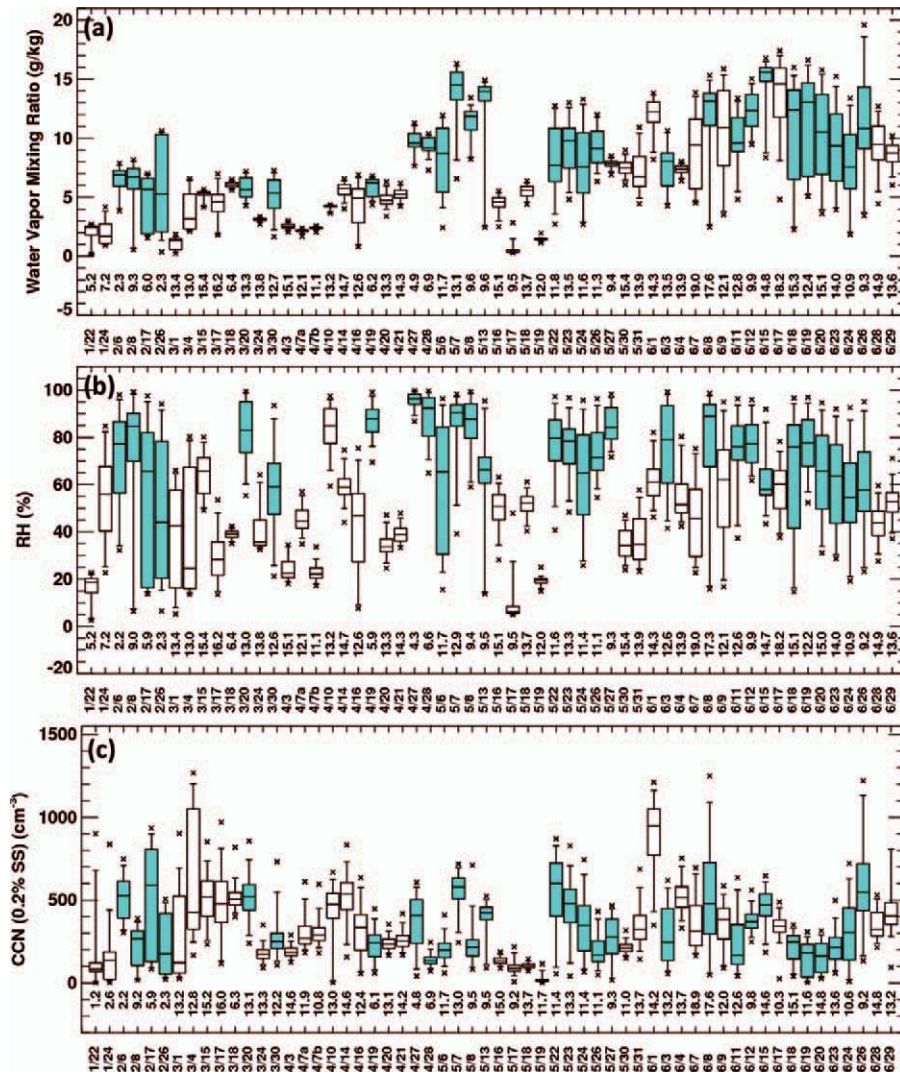 (a)
Water Vapor Mixing Ratio (g/kg)
20
15
10
5
0
-5
5.2 7.2 2.3 9.3 6.0 2.3 13.4 13.0 15.4 16.2 6.4 13.3 13.8 12.7 15.1 12.1 11.1 13.2 14.7 12.6 6.2 13.3 14.3 4.9 6.9 11.7 13.1 9.6 9.6 15.1 9.5 13.7 12.0 11.8 13.5 11.6 11.3 9.4 15.4 13.9 14.3 13.5 13.9 19.0 17.6 12.1 12.8 9.9 14.8 18.2 15.3 12.4 15.1 14.0 10.9 9.3 14.9 13.6
1/22 1/24 2/6 2/8 2/17 2/26 3/1 3/4 3/15 3/17 3/18 3/20 3/24 3/30 4/3 4/7a 4/7b 4/10 4/14 4/16 4/19 4/20 4/21 4/27 4/28 5/6 5/7 5/8 5/13 5/16 5/17 5/18 5/19 5/22 5/23 5/24 5/26 5/27 5/30 5/31 6/1 6/3 6/4 6/7 6/8 6/9 6/11 6/12 6/15 6/17 6/18 6/19 6/20 6/24 6/26 6/28 6/29
(b)
RH (%)
100
80
60
40
20
0
-20
5.2 7.2 2.2 9.0 5.9 2.3 13.4 13.0 15.4 16.2 6.4 13.0 13.8 12.6 15.1 12.1 11.1 13.2 14.7 12.6 5.9 13.3 14.3 4.3 6.6 11.7 12.9 9.4 9.5 15.1 9.5 13.7 12.0 11.6 13.3 11.4 11.1 9.3 15.4 13.9 14.3 12.6 13.9 19.0 17.3 12.1 12.6 9.9 14.7 18.2 15.1 12.2 14.8 14.0 10.9 9.2 14.9 13.6
1/22 1/24 2/6 2/8 2/17 2/26 3/1 3/4 3/15 3/17 3/18 3/20 3/24 3/30 4/3 4/7a 4/7b 4/10 4/14 4/16 4/19 4/20 4/21 4/27 4/28 5/6 5/7 5/8 5/13 5/16 5/17 5/18 5/19 5/22 5/23 5/24 5/26 5/27 5/30 5/31 6/1 6/3 6/4 6/7 6/8 6/9 6/11 6/12 6/15 6/17 6/18 6/19 6/20 6/24 6/26 6/28 6/29
(c)
CCN (0.2% SS) (cm⁻³)
1500
1000
500
0
1.2 2.6 2.2 9.2 5.9 2.3 13.2 12.8 15.2 16.0 6.3 13.1 13.3 12.2 14.6 11.9 10.8 13.0 14.6 12.4 6.1 13.1 14.2 4.8 6.9 11.7 13.0 9.5 9.5 15.0 9.2 13.7 11.7 11.4 13.3 11.4 11.1 9.3 11.0 13.7 14.2 13.2 13.7 18.9 17.6 12.0 12.6 9.8 14.6 10.3 15.1 11.6 14.8 13.6 10.6 9.2 14.8 13.2
1/22 1/24 2/6 2/8 2/17 2/26 3/1 3/4 3/15 3/17 3/18 3/20 3/24 3/30 4/3 4/7a 4/7b 4/10 4/14 4/16 4/19 4/20 4/21 4/27 4/28 5/6 5/7 5/8 5/13 5/16 5/17 5/18 5/19 5/22 5/23 5/24 5/26 5/27 5/30 5/31 6/1 6/3 6/4 6/7 6/8 6/9 6/11 6/12 6/15 6/17 6/18 6/19 6/20 6/24 6/26 6/28 6/29